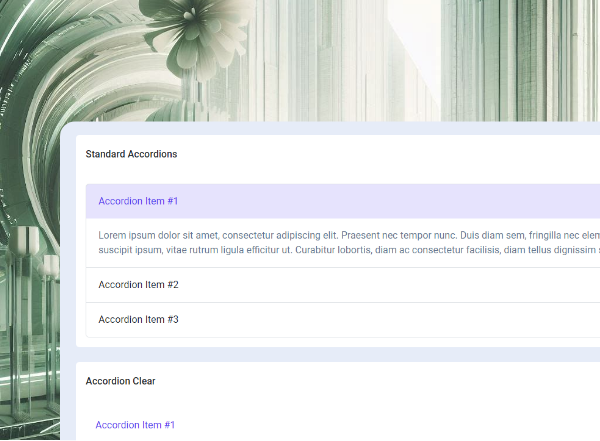 Standard Accordions
Accordion Item #1
Lorem ipsum dolor sit amet, consectetur adipiscing elit. Praesent nec tempor nunc. Duis diam sem, fringilla nec
suscipit ipsum, vitae rutrum ligula efficitur ut. Curabitur lobortis, diam ac consectetur facilisis, diam tellus dignissim
Accordion Item #2
Accordion Item #3
Accordion Clear
Accordion Item #1